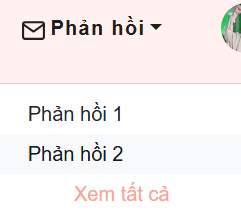 Phản hồi
Phản hồi 1
Phản hồi 2
Xem tất cả